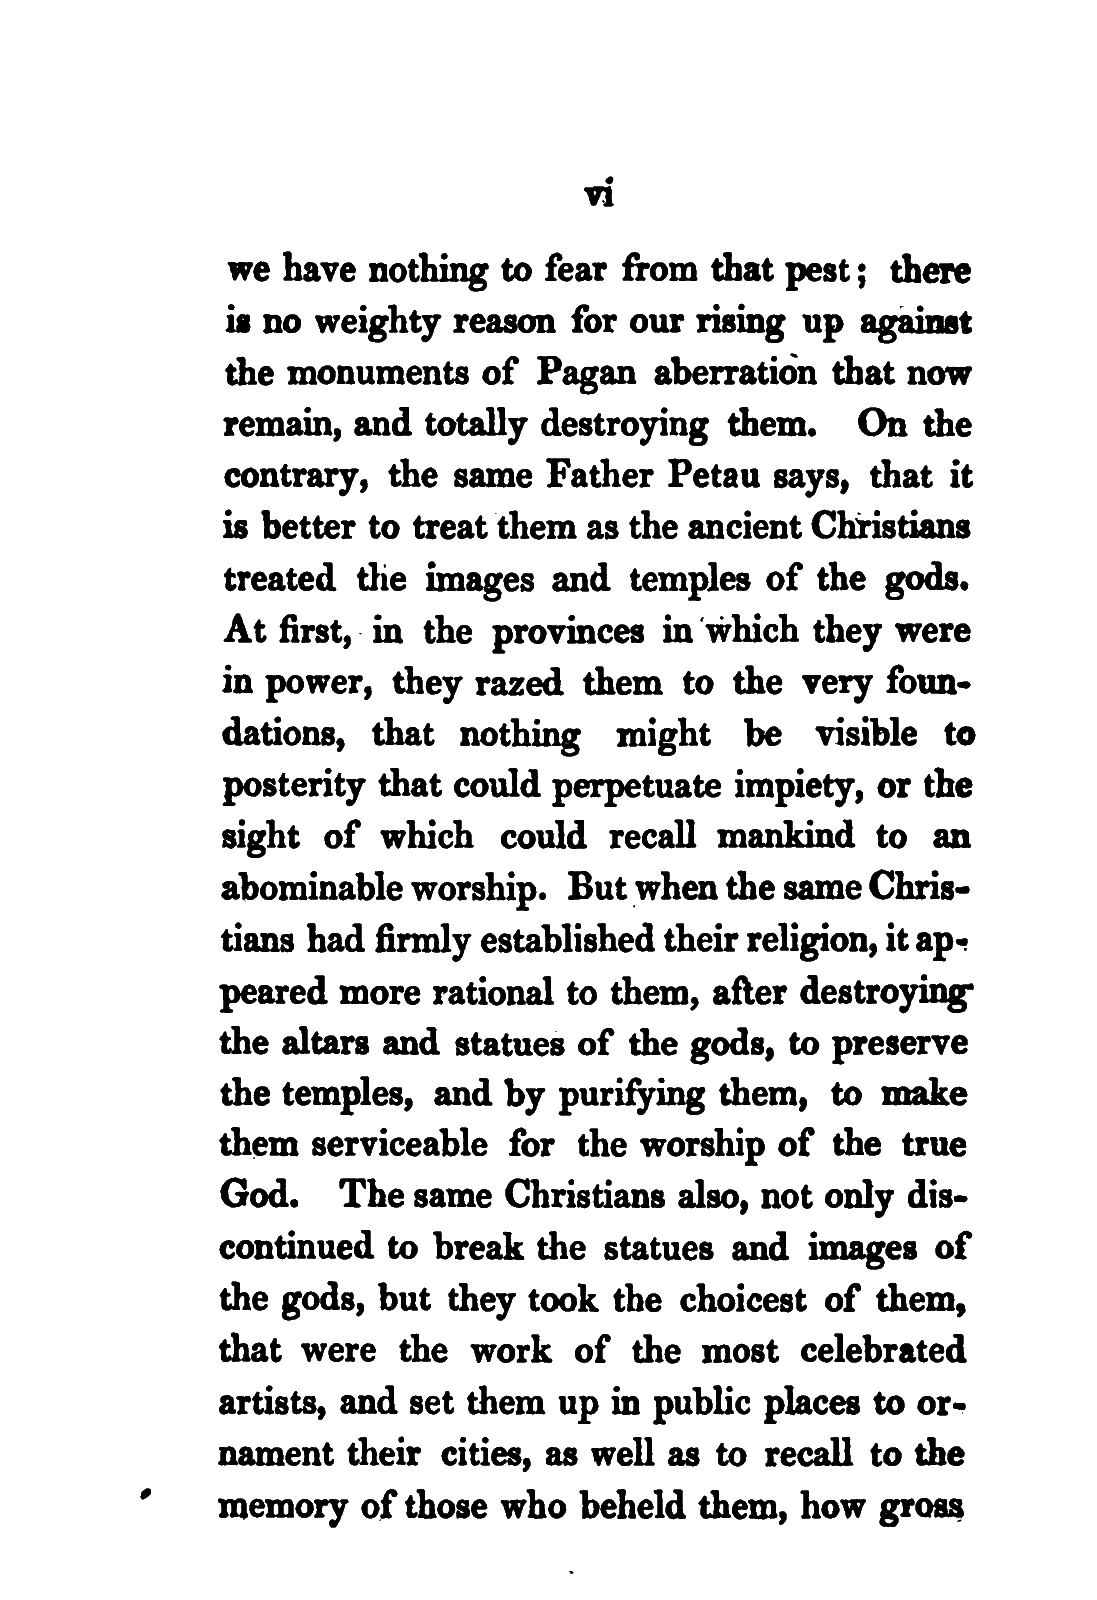 vi
we have nothing to fear from that pest; there
is no weighty reason for our rising up against
the monuments of Pagan aberration that now
remain, and totally destroying them. On the
contrary, the same Father Petau says, that it
is better to treat them as the ancient Christians
treated the images and temples of the gods.
At first, in the provinces in which they were
in power, they razed them to the very foun-
dations, that nothing might be visible to
posterity that could perpetuate impiety, or the
sight of which could recall mankind to an
abominable worship. But when the same Chris-
tians had firmly established their religion, it ap-
peared more rational to them, after destroying
the altars and statues of the gods, to preserve
the temples, and by purifying them, to make
them serviceable for the worship of the true
God. The same Christians also, not only dis-
continued to break the statues and images of
the gods, but they took the choicest of them,
that were the work of the most celebrated
artists, and set them up in public places to or-
nament their cities, as well as to recall to the
memory of those who beheld them, how gross